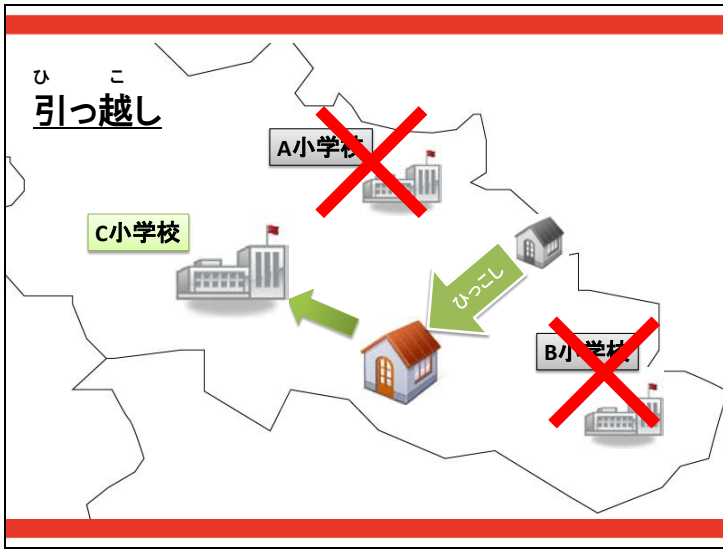 ひ こ
引っ越し
A小学校
C小学校
ひっこし
B小学校